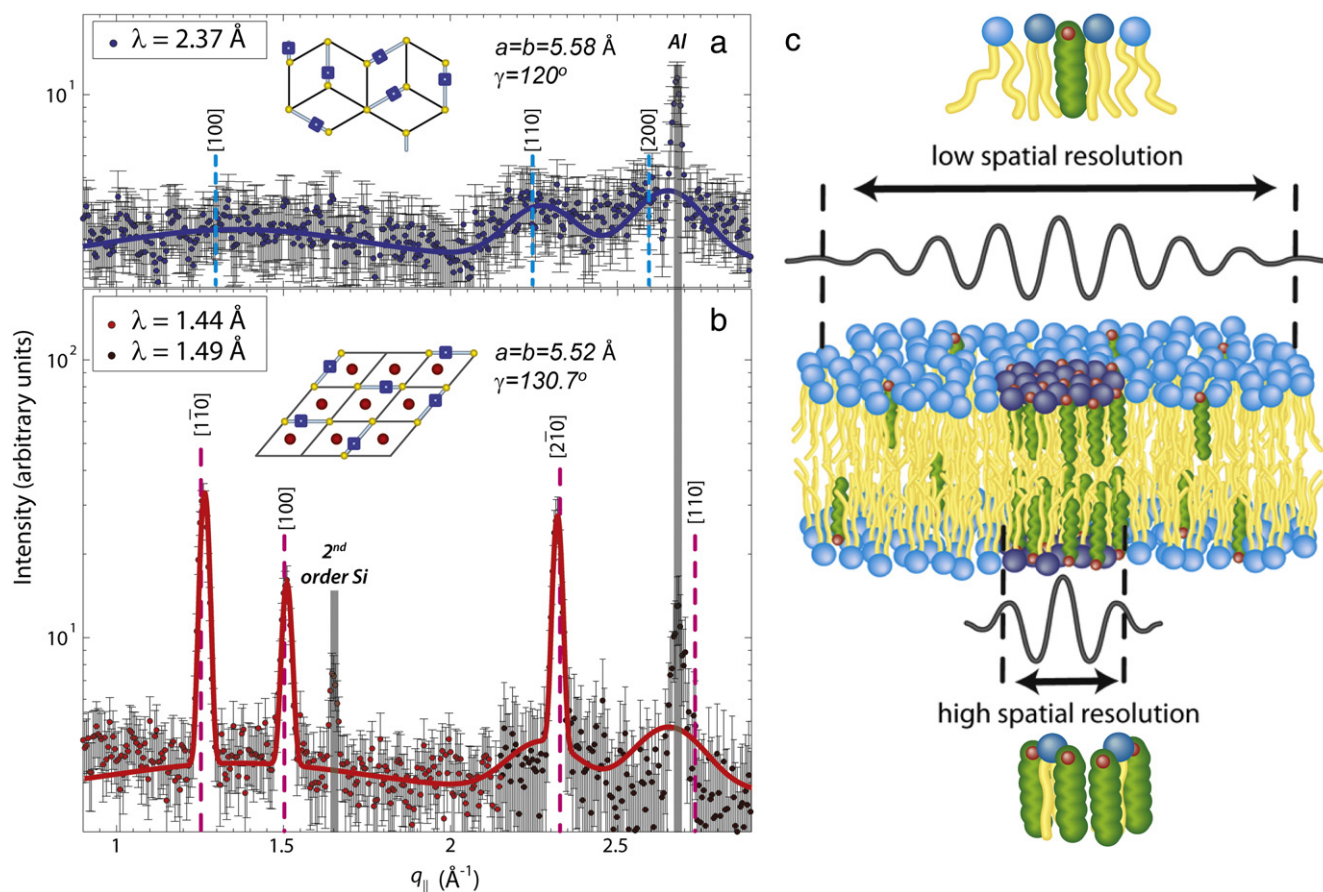 λ = 2.37 Å
a=b=5.58 Å
γ=120º
Al
a
10¹
[100]
[110]
[200]
λ = 1.44 Å
λ = 1.49 Å
a=b=5.52 Å
γ=130.7º
b
10²
10¹
[11̄0]
[100]
2ⁿᵈ
order Si
[21̄0]
[110]
Intensity (arbitrary units)
1
1.5
2
2.5
q|| (Å⁻¹)
c
low spatial resolution
high spatial resolution